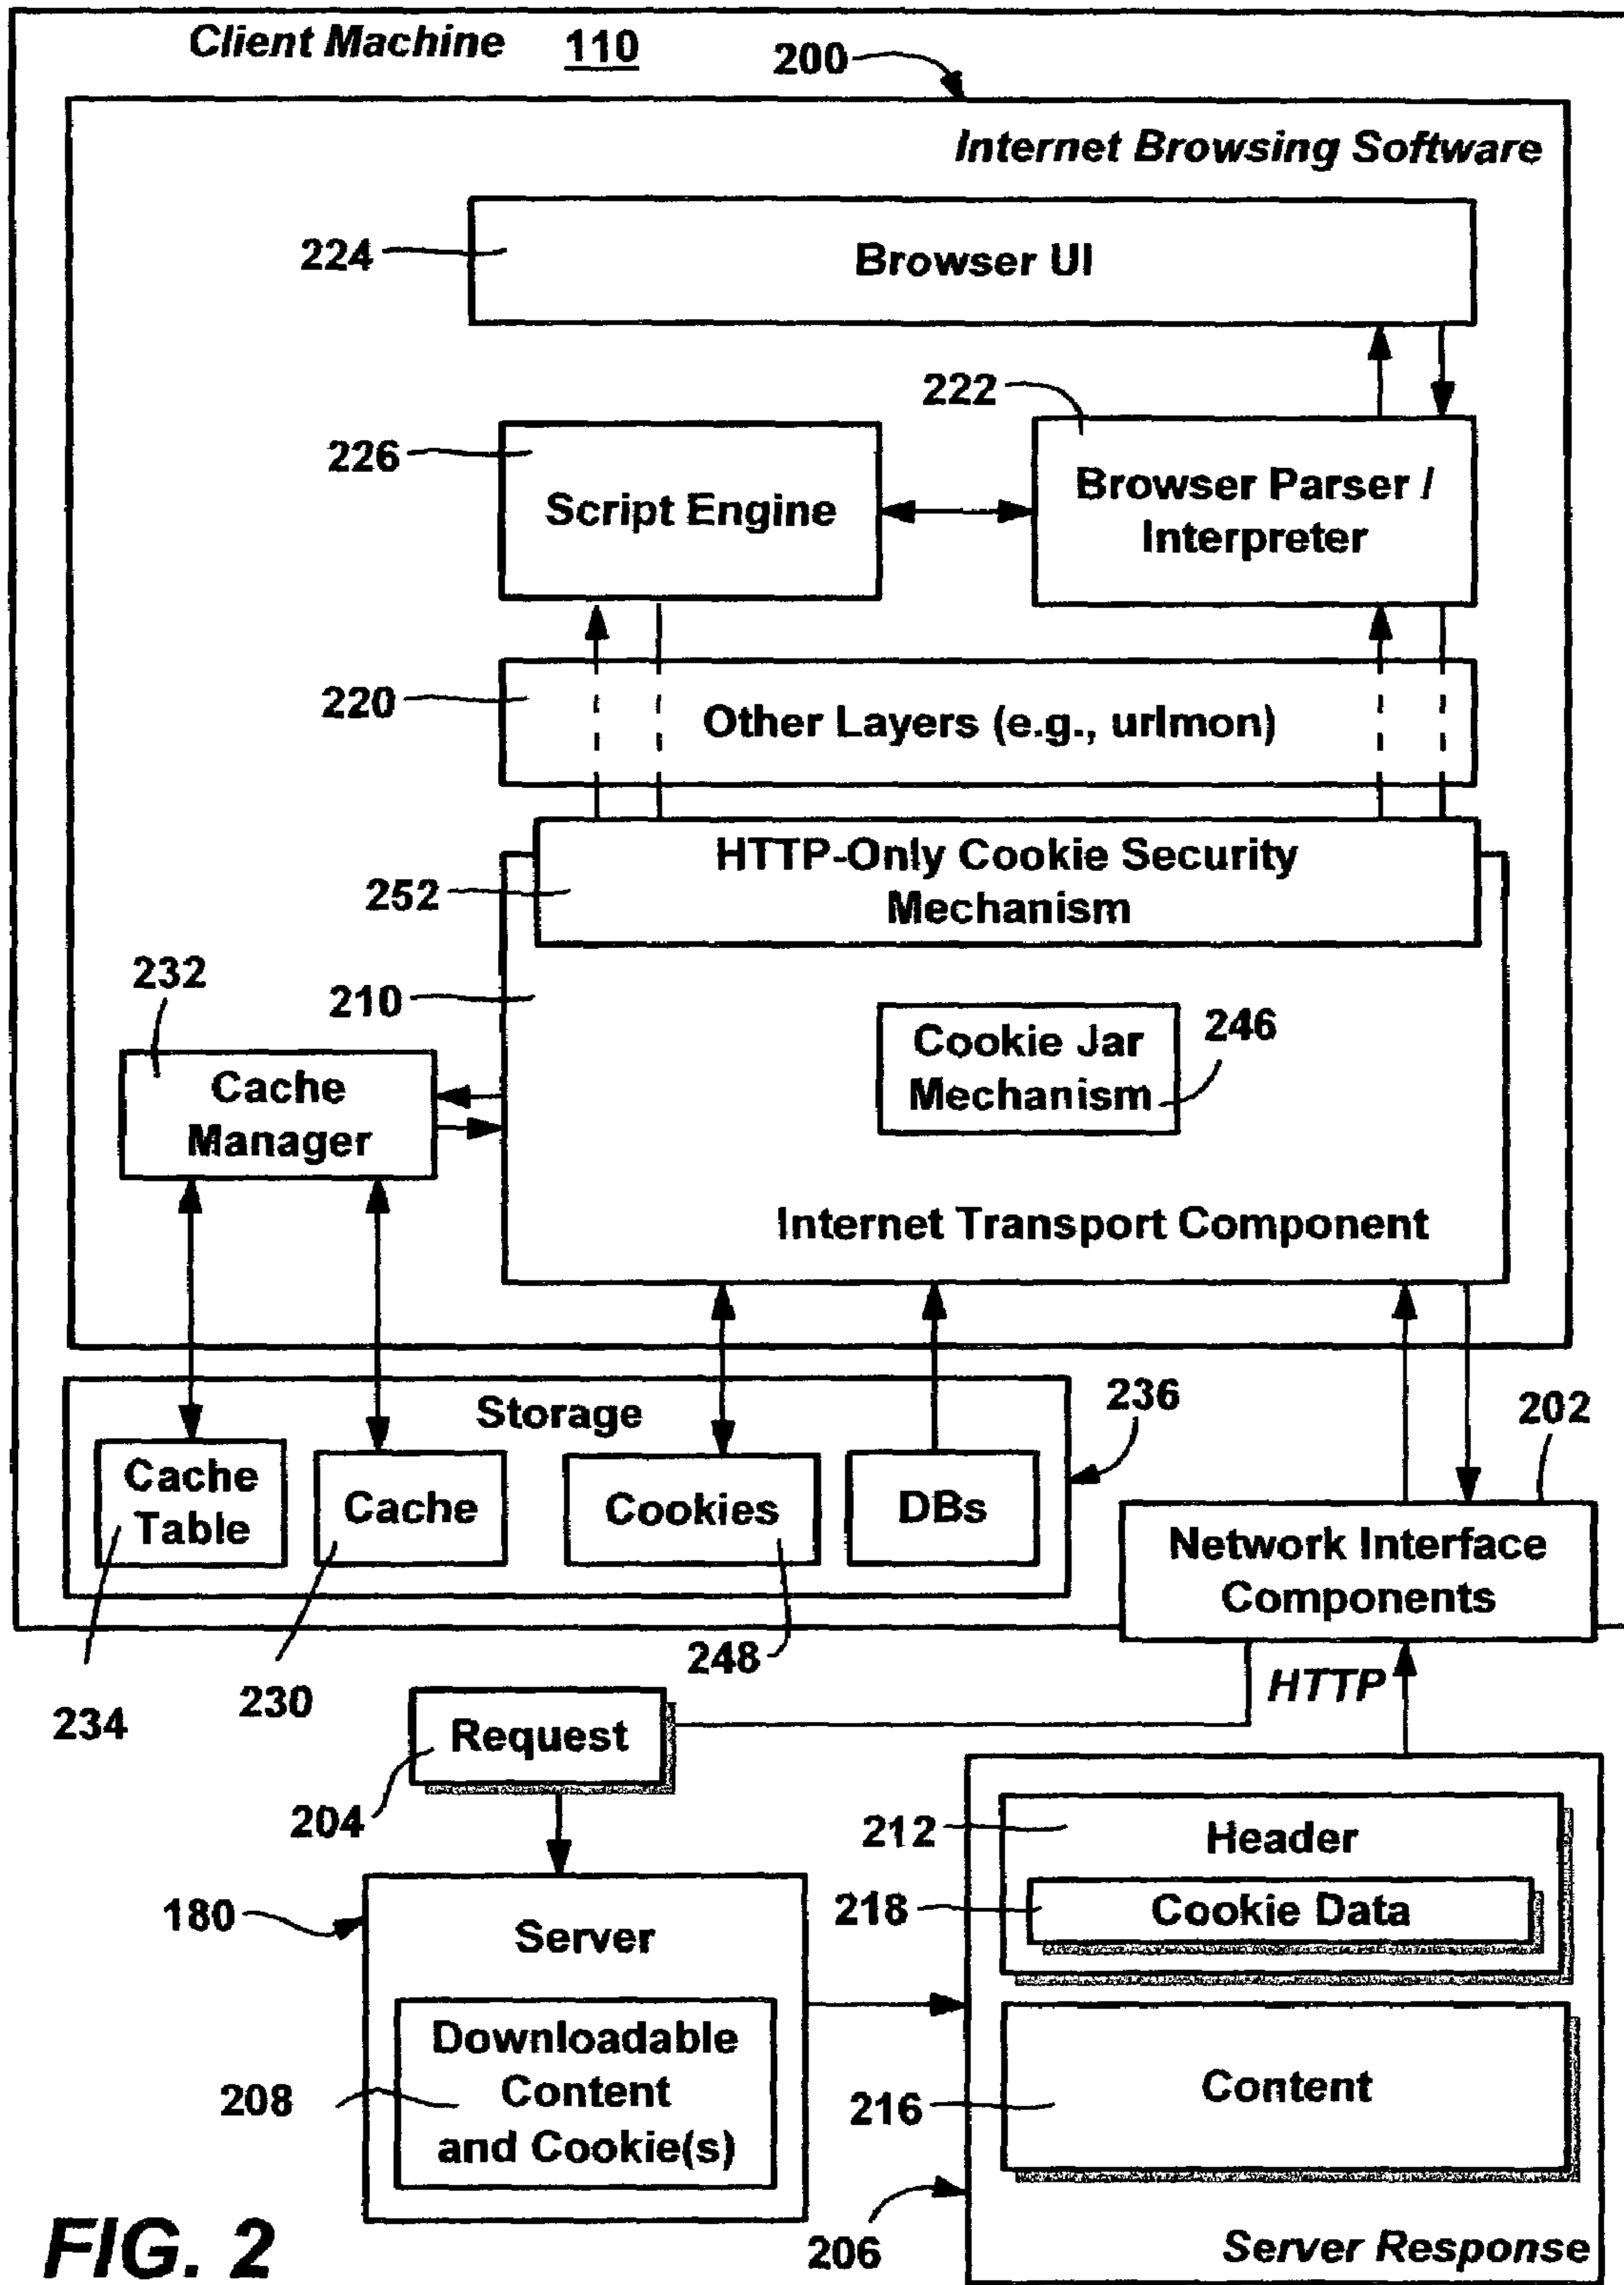 Client Machine 110
200
Internet Browsing Software
224
Browser UI
222
226
Script Engine
Browser Parser /
Interpreter
220
Other Layers (e.g., urlmon)
HTTP-Only Cookie Security
Mechanism
252
232
210
Cookie Jar
Mechanism
246
Cache
Manager
Internet Transport Component
Storage
236
202
Cache
Table
Cache
Cookies
DBs
Network Interface
Components
234
230
248
HTTP
Request
204
212
Header
218
Cookie Data
180
Server
Downloadable
Content
and Cookie(s)
208
216
Content
206
Server Response
FIG. 2